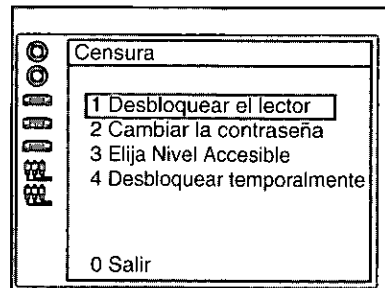 Censura
1 Desbloquear el lector
2 Cambiar la contraseña
3 Elija Nivel Accesible
4 Desbloquear temporalmente
0 Salir